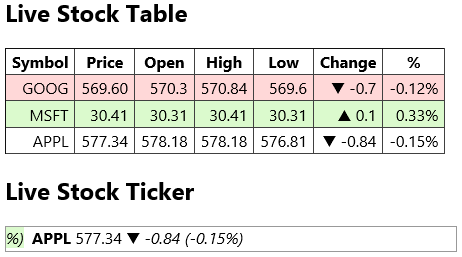 Live Stock Table
Symbol Price Open High Low Change %
GOOG 569.60 570.3 570.84 569.6 ▼ -0.7 -0.12%
MSFT 30.41 30.31 30.41 30.31 ▲ 0.1 0.33%
APPL 577.34 578.18 578.18 576.81 ▼ -0.84 -0.15%
Live Stock Ticker
%) APPL 577.34 ▼ -0.84 (-0.15%)